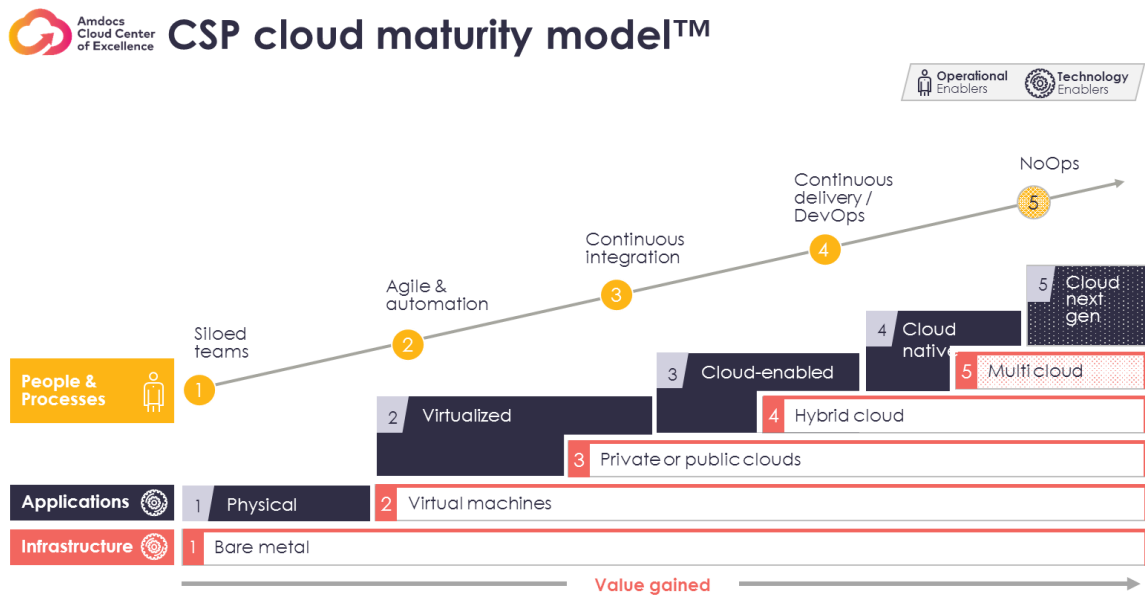 Amdocs
Cloud Center
of Excellence
CSP cloud maturity model™
Operational
Enablers
Technology
Enablers
NoOps
5
Continuous
delivery /
DevOps
4
Continuous
integration
3
Agile &
automation
2
Siloed
teams
1
People &
Processes
5 Cloud
next
gen
4 Cloud
native
5 Multi cloud
3 Cloud-enabled
4 Hybrid cloud
2 Virtualized
3 Private or public clouds
Applications
1 Physical
2 Virtual machines
Infrastructure
1 Bare metal
Value gained